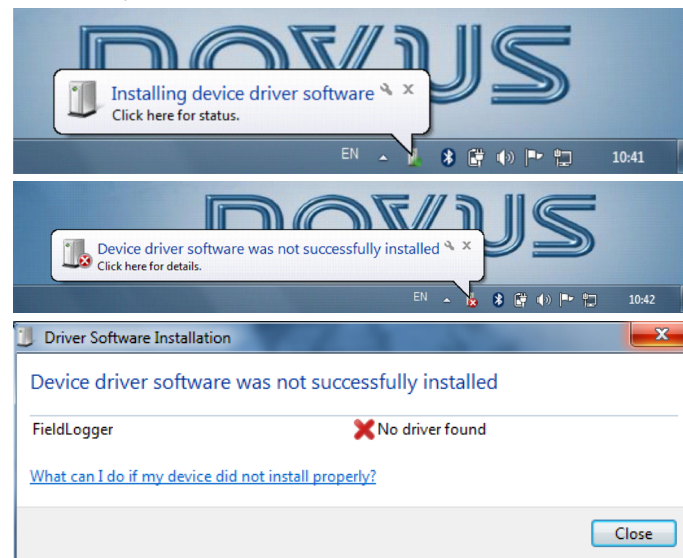 NOVUS
Installing device driver software
Click here for status.
EN
10:41
NOVUS
Device driver software was not successfully installed
Click here for details.
EN
10:42
Driver Software Installation
Device driver software was not successfully installed
FieldLogger No driver found
What can I do if my device did not install properly?
Close